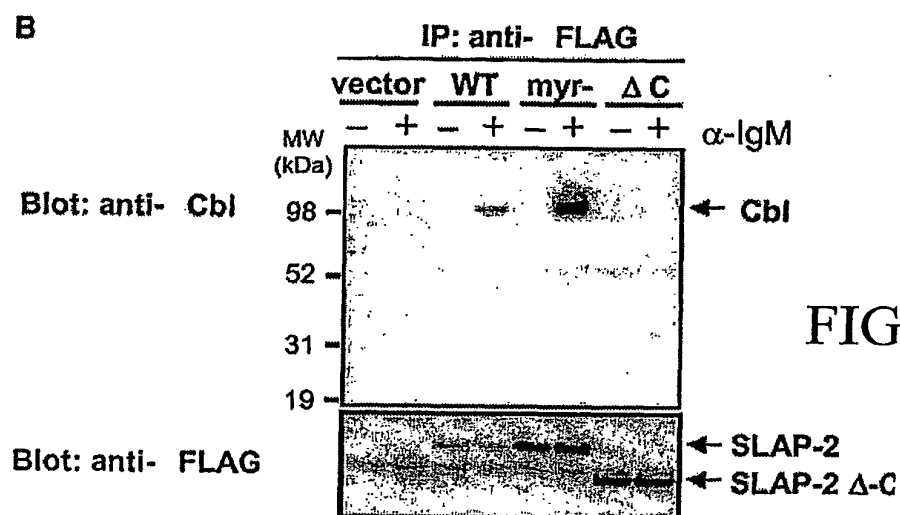 B
IP: anti- FLAG
vector WT myr- Δ C
− + − + − + − + α-IgM
MW
(kDa)
Blot: anti- Cbl
98
Cbl
52
31
19
FIG
Blot: anti- FLAG
SLAP-2
SLAP-2 Δ-C